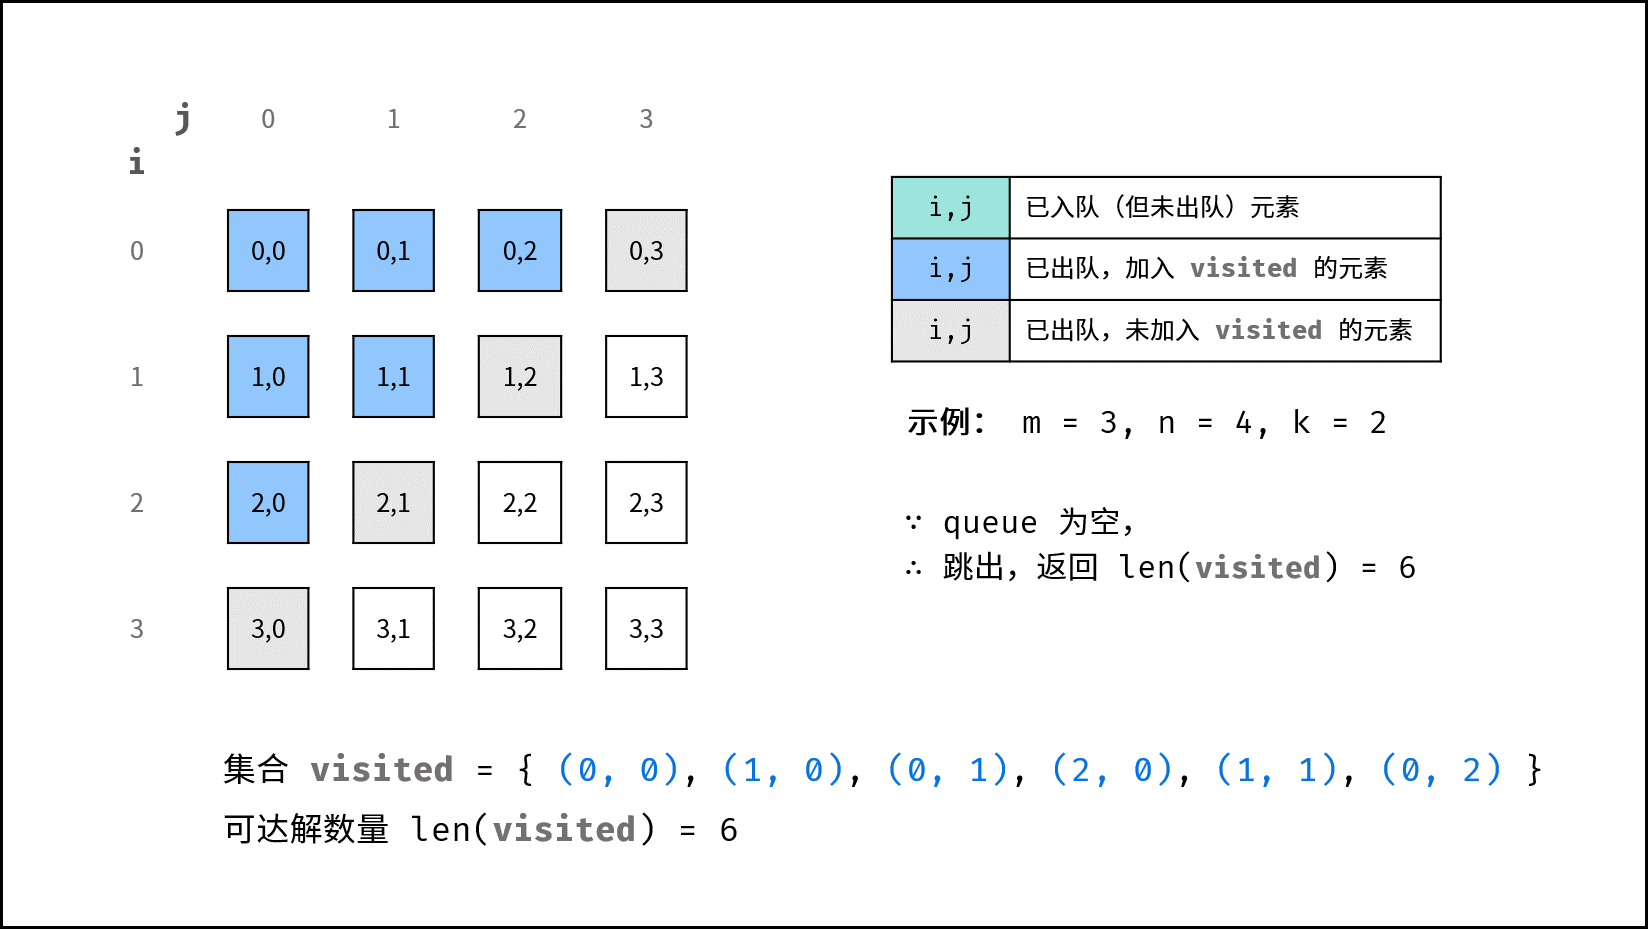 j 0 1 2 3
i
0 0,0 0,1 0,2 0,3
1 1,0 1,1 1,2 1,3
2 2,0 2,1 2,2 2,3
3 3,0 3,1 3,2 3,3
i,j 已入队（但未出队）元素
i,j 已出队，加入 visited 的元素
i,j 已出队，未加入 visited 的元素
示例： m = 3, n = 4, k = 2
∵ queue 为空，
∴ 跳出，返回 len(visited) = 6
集合 visited = { (0, 0), (1, 0), (0, 1), (2, 0), (1, 1), (0, 2) }
可达解数量 len(visited) = 6